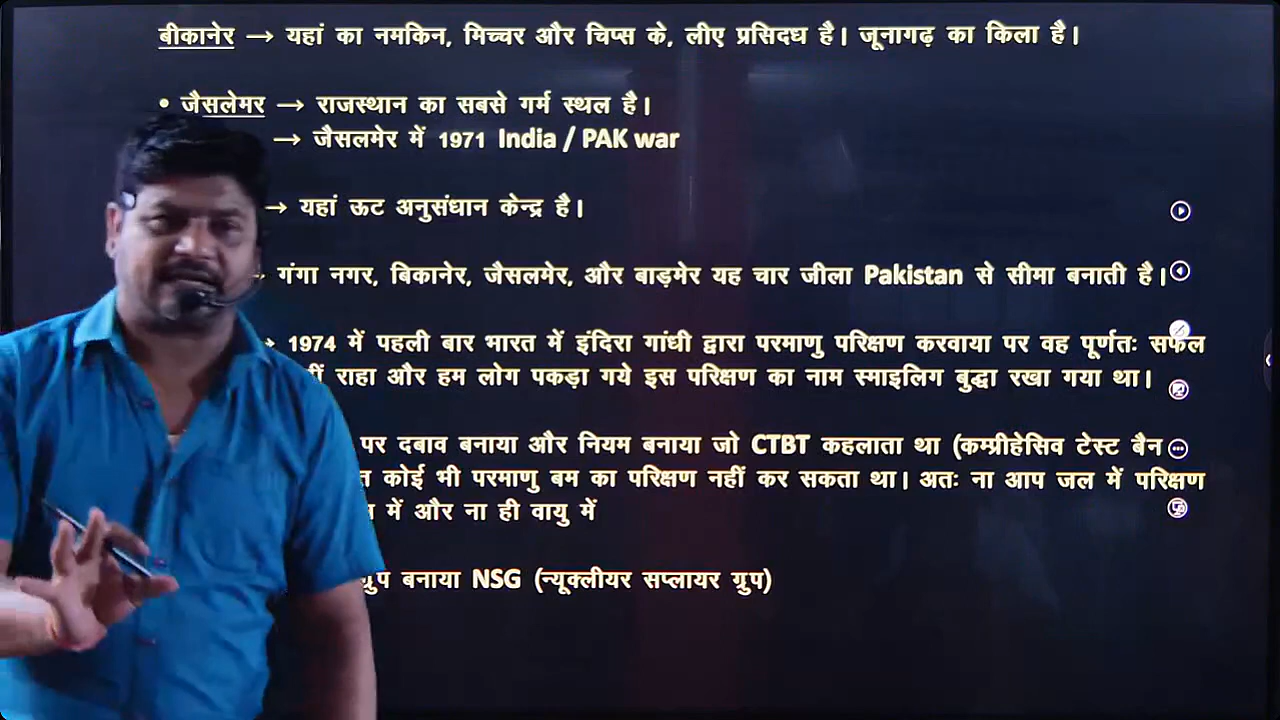 बीकानेर → यहां का नमकिन, मिच्चर और चिप्स के, लीए प्रसिदध है। जूनागढ़ का किला है।
• जैसलेमर → राजस्थान का सबसे गर्म स्थल है।
→ जैसलमेर में 1971 India / PAK war
→ यहां ऊट अनुसंधान केन्द्र है।
गंगा नगर, बिकानेर, जैसलमेर, और बाड़मेर यह चार जीला Pakistan से सीमा बनाती है।
1974 में पहली बार भारत में इंदिरा गांधी द्वारा परमाणु परिक्षण करवाया पर वह पूर्णतः सफल
राहा और हम लोग पकड़ा गये इस परिक्षण का नाम स्माइलिग बुद्धा रखा गया था।
पर दबाव बनाया और नियम बनाया जो CTBT कहलाता था (कम्प्रीहेसिव टेस्ट बैन
कोई भी परमाणु बम का परिक्षण नहीं कर सकता था। अतः ना आप जल में परिक्षण
में और ना ही वायु में
ग्रुप बनाया NSG (न्यूक्लीयर सप्लायर ग्रुप)